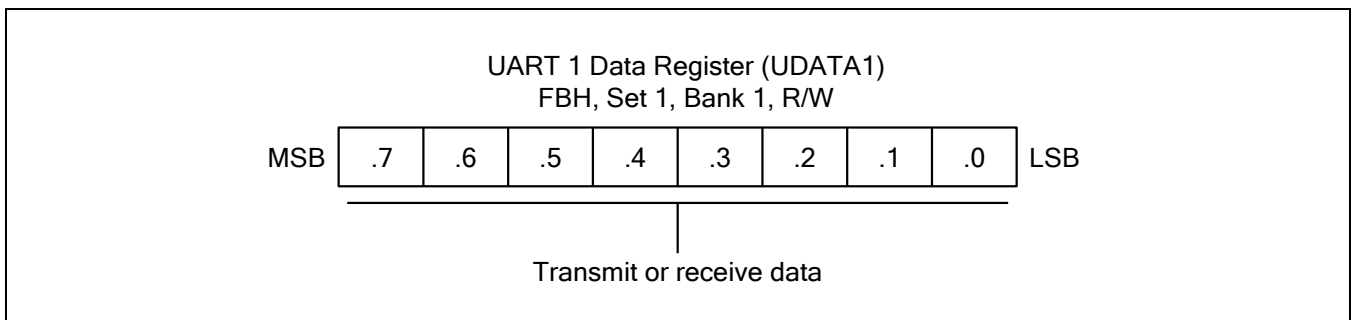 UART 1 Data Register (UDATA1)
FBH, Set 1, Bank 1, R/W
MSB .7 .6 .5 .4 .3 .2 .1 .0 LSB
Transmit or receive data